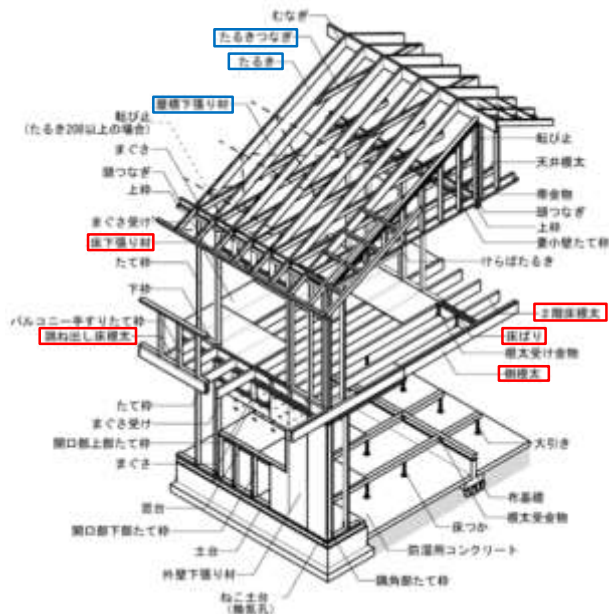 むなぎ
たるきつなぎ
たるき
屋根下張り材
転び止
(たるき200以上の場合)
まぐさ
頭つなぎ
上枠
まぐさ受け
床下張り材
たて枠
下枠
バルコニー手すりたて枠
跳ね出し床根太
たて枠
まぐさ受け
開口部上部たて枠
まぐさ
窓台
開口部下部たて枠
土台
外壁下張り材
ねこ土台
(換気孔)
転び止
天井根太
帯金物
頭つなぎ
上枠
妻小壁たて枠
けらばたるき
2階床根太
床ばり
根太受け金物
側根太
大引き
布基礎
根太受金物
床つか
防湿用コンクリート
隅角部たて枠